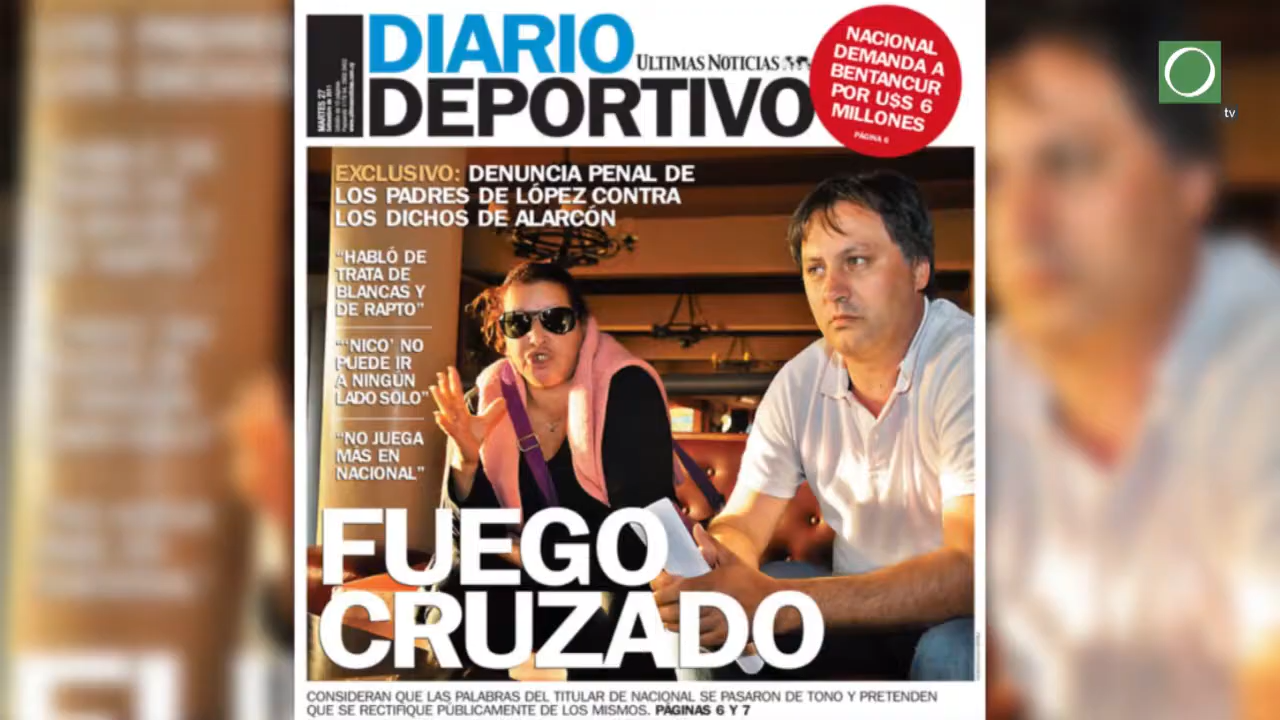 DIARIO
DEPORTIVO
ULTIMAS NOTICIAS
MARTES 27
NACIONAL
DEMANDA A
BENTANCUR
POR U$S 6
MILLONES
PÁGINA 6
tv
EXCLUSIVO: DENUNCIA PENAL DE
LOS PADRES DE LÓPEZ CONTRA
LOS DICHOS DE ALARCÓN
“HABLÓ DE
TRATA DE
BLANCAS Y
DE RAPTO”
“‘NICO’ NO
PUEDE IR
A NINGÚN
LADO SOLO”
“NO JUEGA
MÁS EN
NACIONAL”
FUEGO
CRUZADO
CONSIDERAN QUE LAS PALABRAS DEL TITULAR DE NACIONAL SE PASARON DE TONO Y PRETENDEN
QUE SE RECTIFIQUE PÚBLICAMENTE DE LOS MISMOS. PÁGINAS 6 Y 7